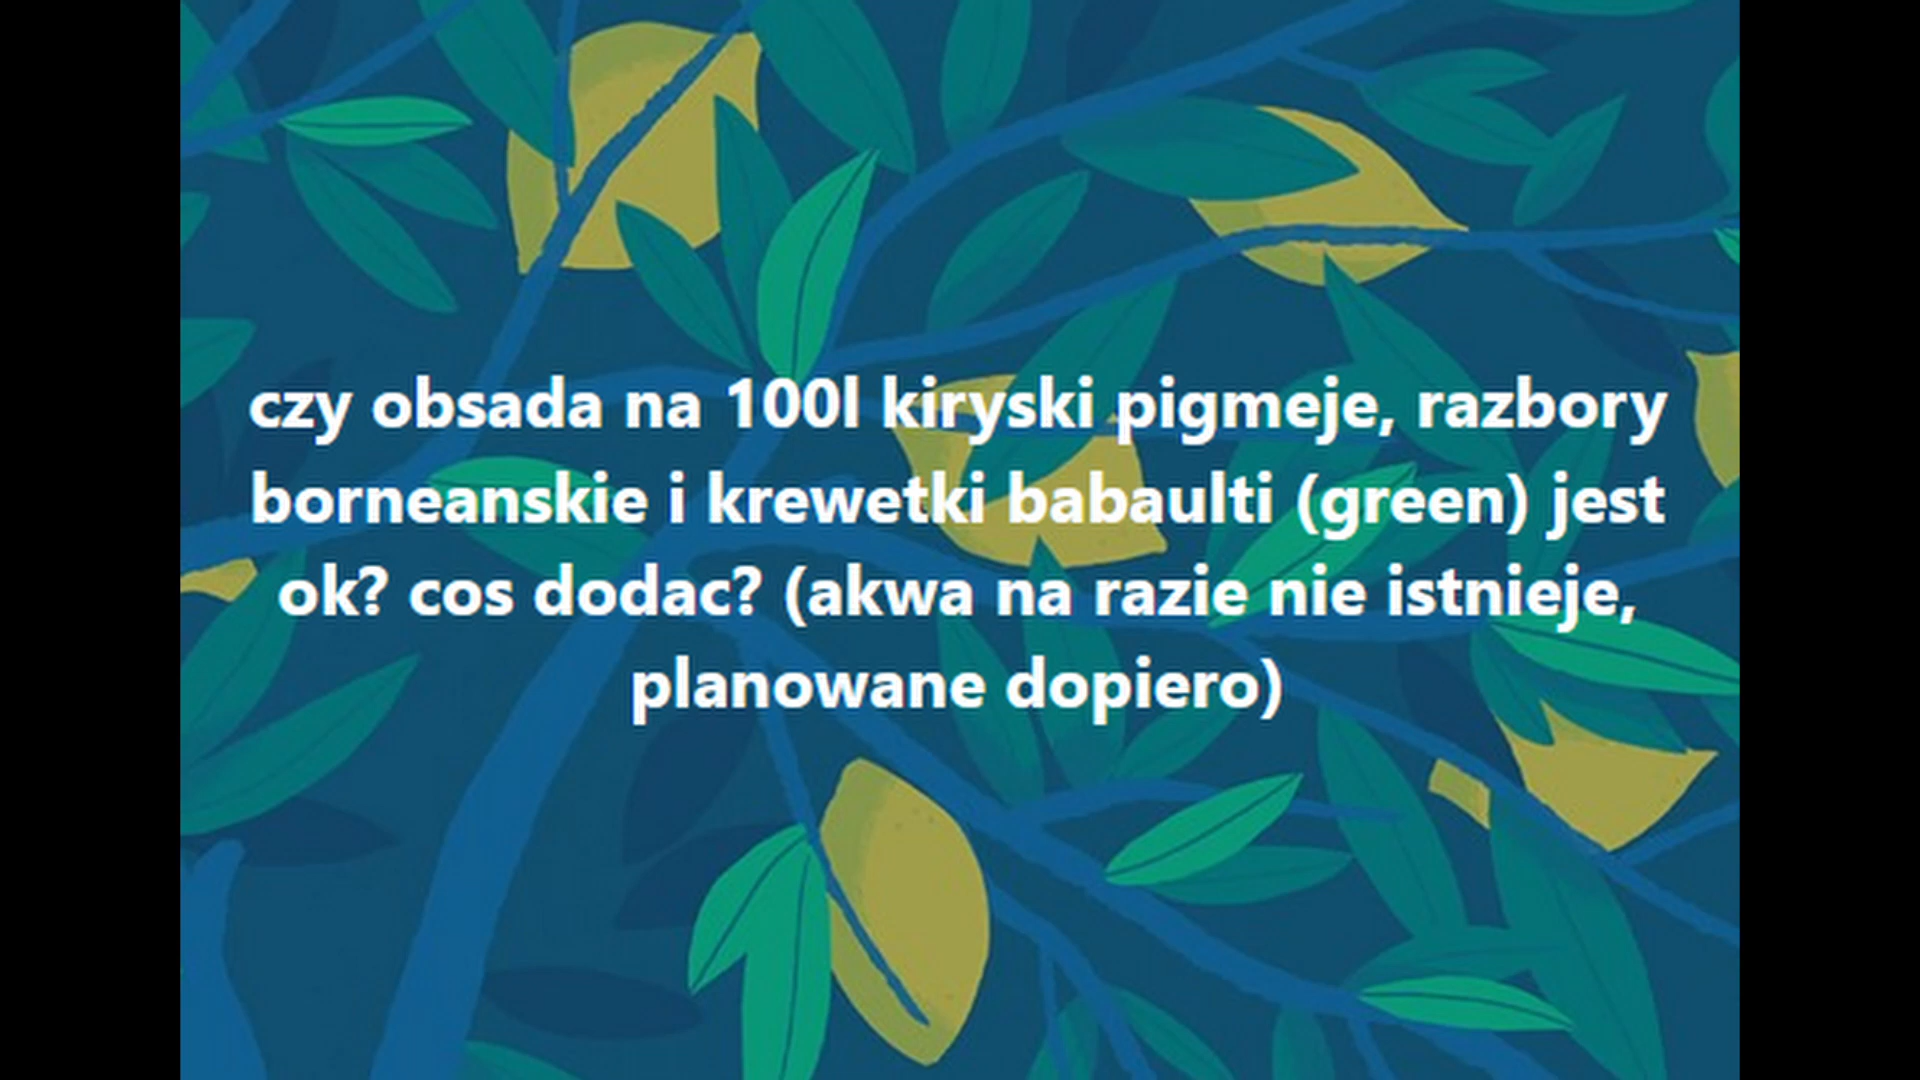 czy obsada na 100l kiryski pigmeje, razbory
borneanskie i krewetki babaulti (green) jest
ok? cos dodac? (akwa na razie nie istnieje,
planowane dopiero)